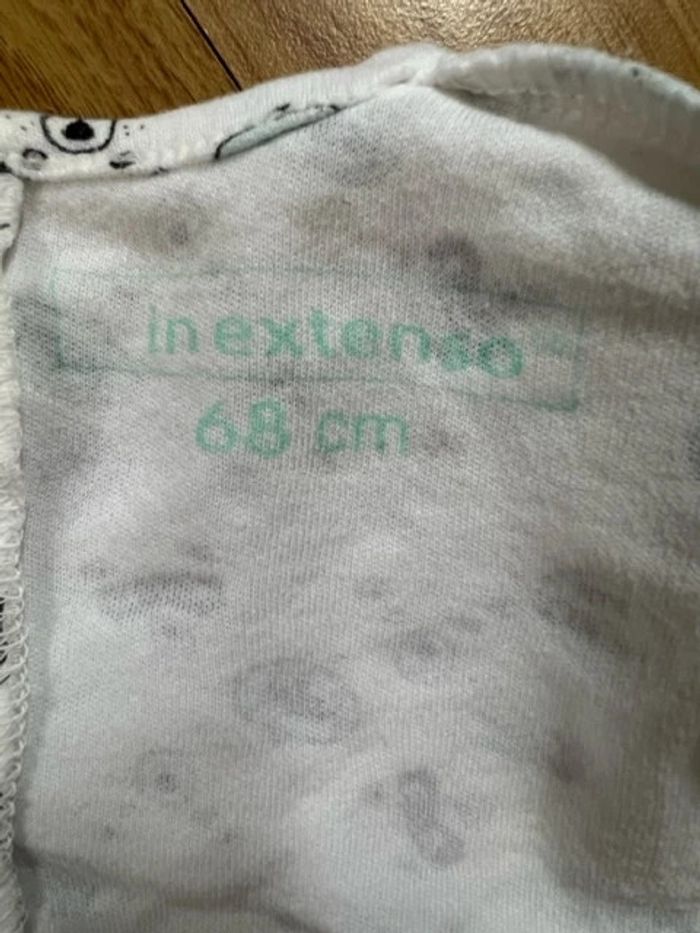 in extenso
68 cm